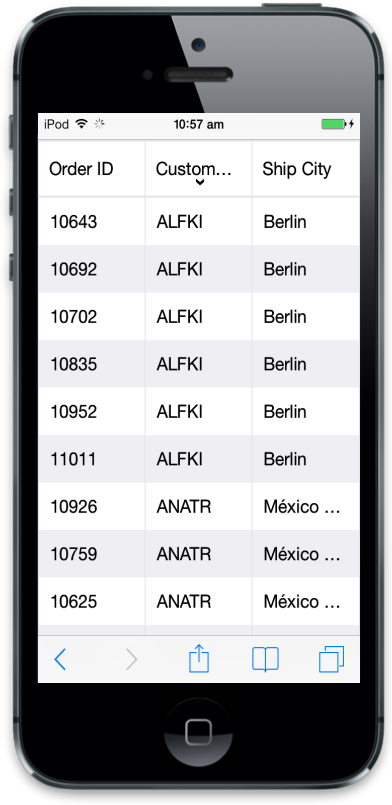 iPod 10:57 am
Order ID Custom... Ship City
10643 ALFKI Berlin
10692 ALFKI Berlin
10702 ALFKI Berlin
10835 ALFKI Berlin
10952 ALFKI Berlin
11011 ALFKI Berlin
10926 ANATR México ...
10759 ANATR México ...
10625 ANATR México ...